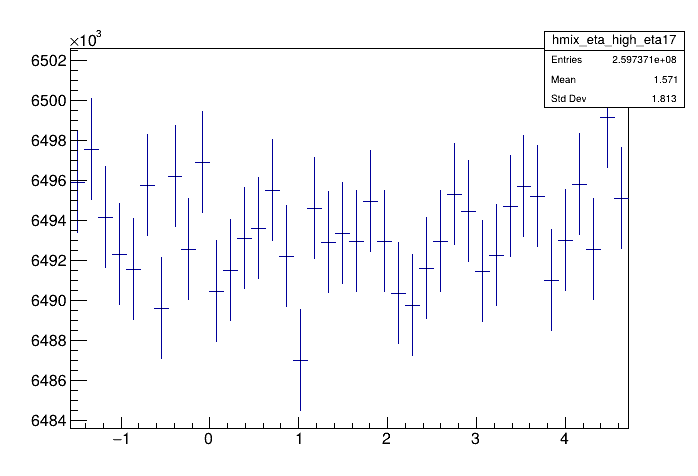 ×10³
hmix_eta_high_eta17
Entries 2.597371e+08
Mean 1.571
Std Dev 1.813
6502
6500
6498
6496
6494
6492
6490
6488
6486
6484
−1 0 1 2 3 4